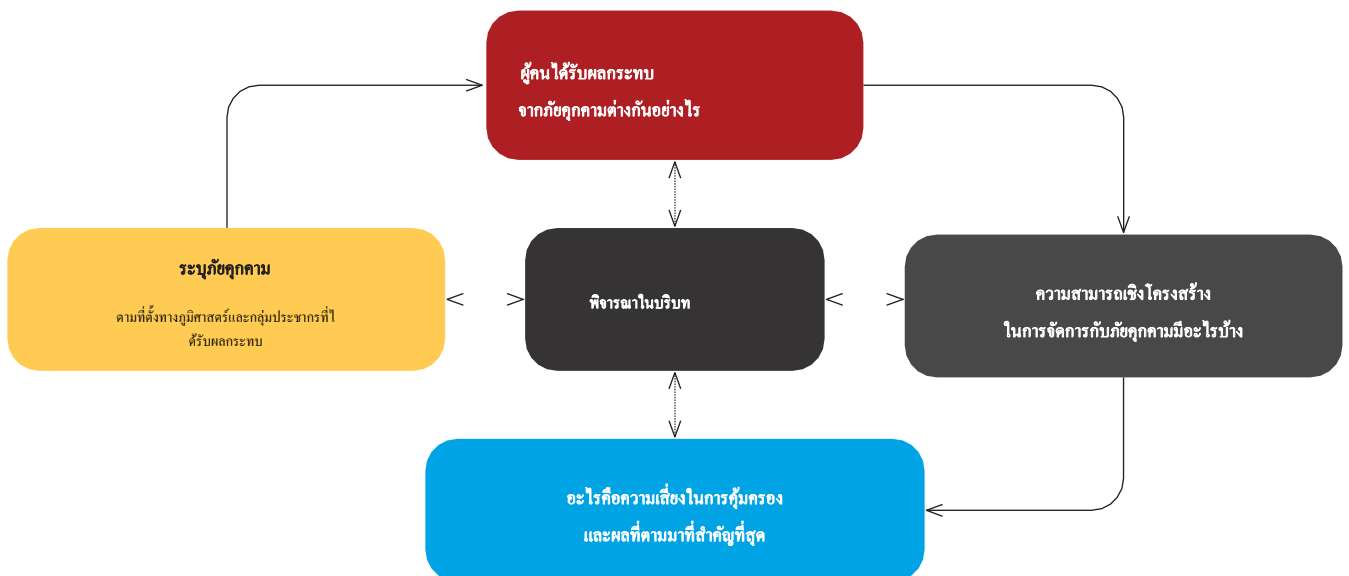 ผู้คนได้รับผลกระทบ
จากภัยคุกคามต่างกันอย่างไร
ระบุภัยคุกคาม
ตามที่ตั้งทางภูมิศาสตร์และกลุ่มประชากรที่ไ
ด้รับผลกระทบ
พิจารณาในบริบท
ความสามารถเชิงโครงสร้าง
ในการจัดการกับภัยคุกคามมีอะไรบ้าง
อะไรคือความเสี่ยงในการคุ้มครอง
และผลที่ตามมาที่สำคัญที่สุด